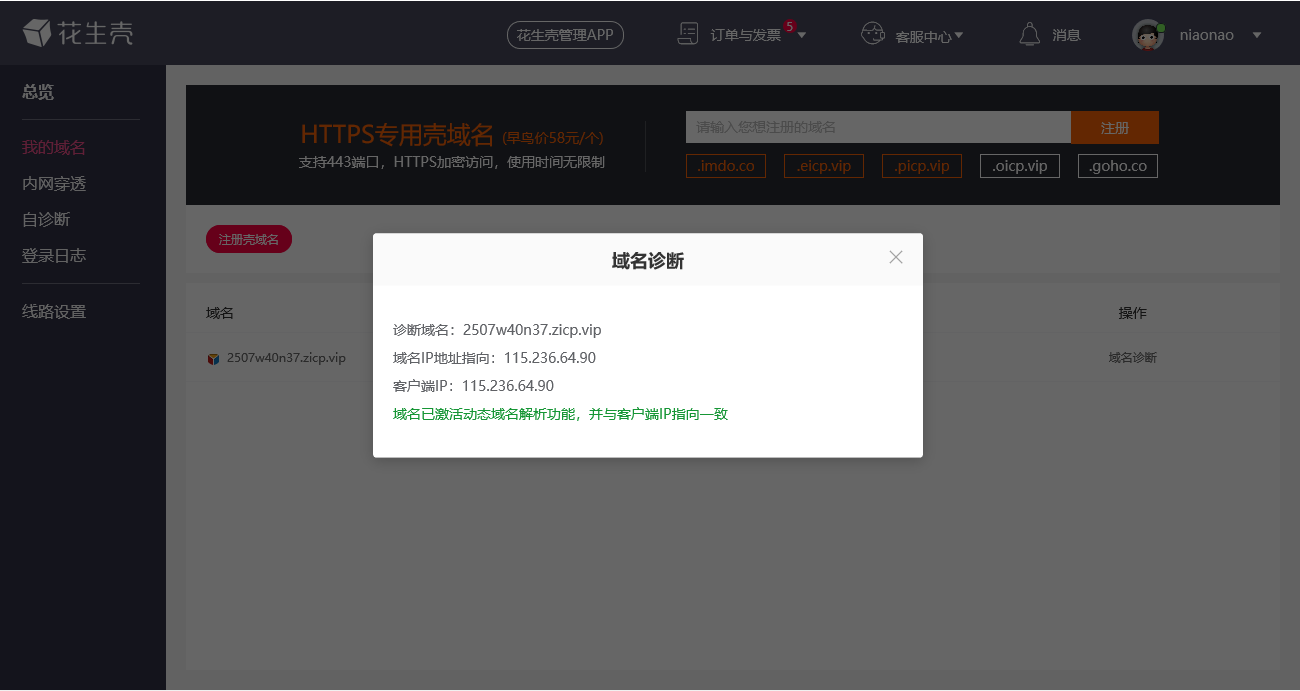 花生壳
花生壳管理APP
订单与发票
5
客服中心
消息
niaonao
总览
我的域名
内网穿透
自诊断
登录日志
线路设置
HTTPS专用壳域名 (早鸟价58元/个)
支持443端口，HTTPS加密访问，使用时间无限制
请输入您想注册的域名
注册
.imdo.co
.eicp.vip
.picp.vip
.oicp.vip
.goho.co
注册壳域名
域名
操作
2507w40n37.zicp.vip
域名诊断
域名诊断
诊断域名：2507w40n37.zicp.vip
域名IP地址指向：115.236.64.90
客户端IP：115.236.64.90
域名已激活动态域名解析功能，并与客户端IP指向一致